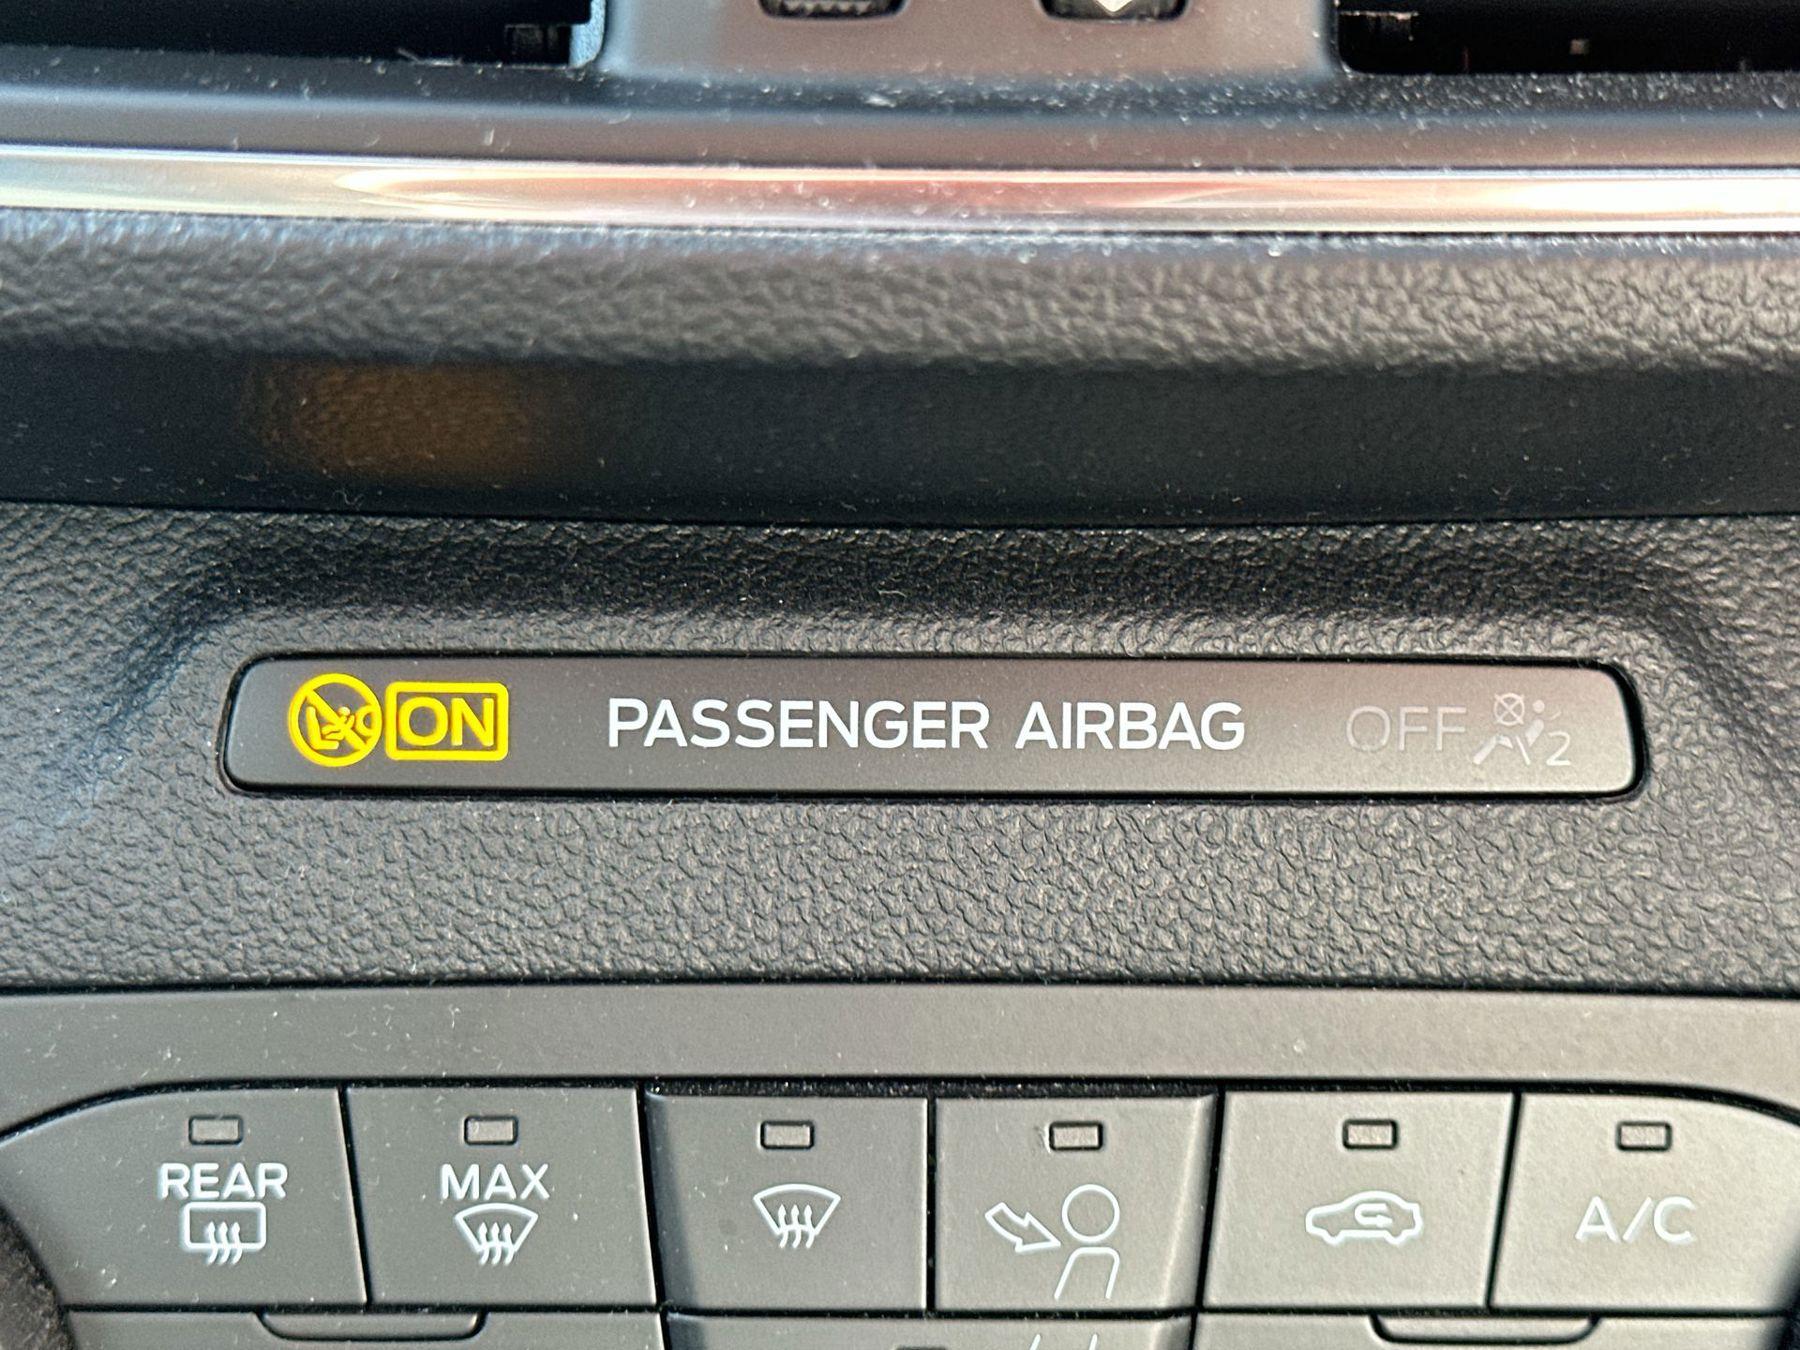 ON PASSENGER AIRBAG OFF 2
REAR MAX A/C